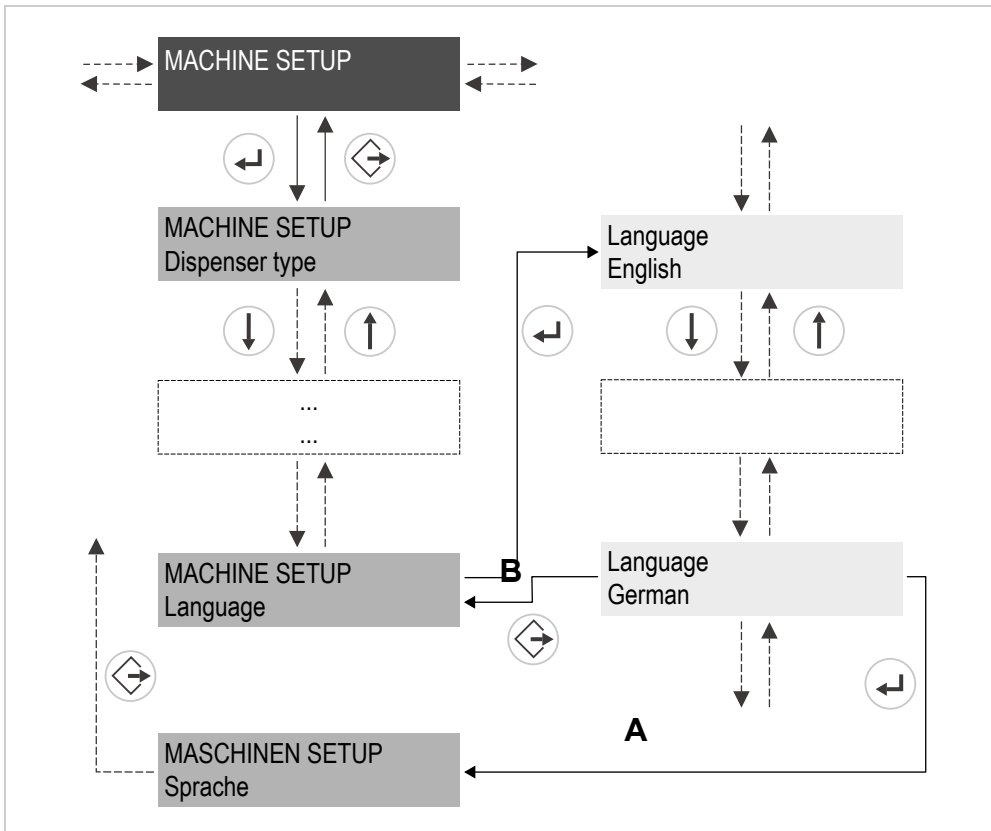 MACHINE SETUP
MACHINE SETUP
Dispenser type
Language
English
...
...
MACHINE SETUP
Language
B
Language
German
A
MASCHINEN SETUP
Sprache